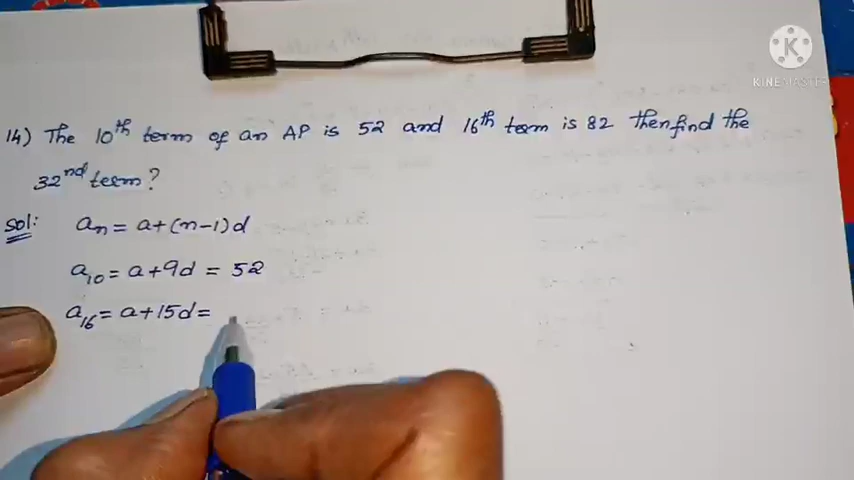 KINEMASTER
14) The 10th term of an AP is 52 and 16th term is 82 then find the
32nd term?
Sol: an = a+(n-1)d
a10 = a+9d = 52
a16 = a+15d =